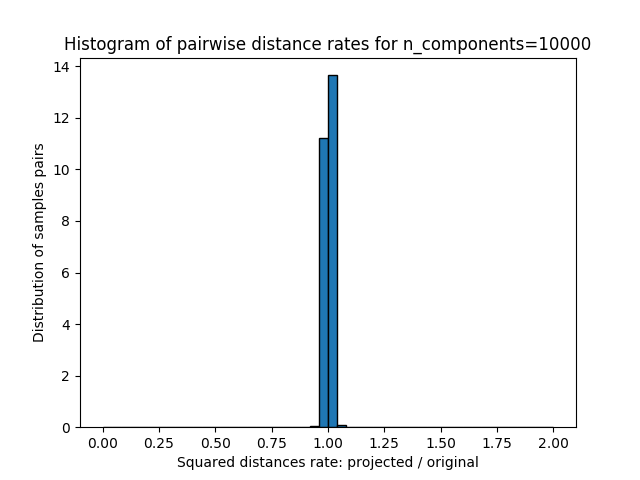 Histogram of pairwise distance rates for n_components=10000
14
12
10
8
6
4
2
0
Distribution of samples pairs
0.00 0.25 0.50 0.75 1.00 1.25 1.50 1.75 2.00
Squared distances rate: projected / original